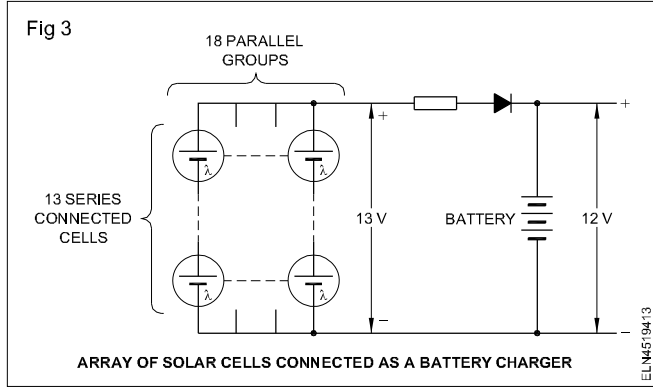 Fig 3
18 PARALLEL
GROUPS
13 SERIES
CONNECTED
CELLS
λ
λ
λ
λ
+
13 V
–
BATTERY
12 V
+
–
ARRAY OF SOLAR CELLS CONNECTED AS A BATTERY CHARGER
ELN4519413